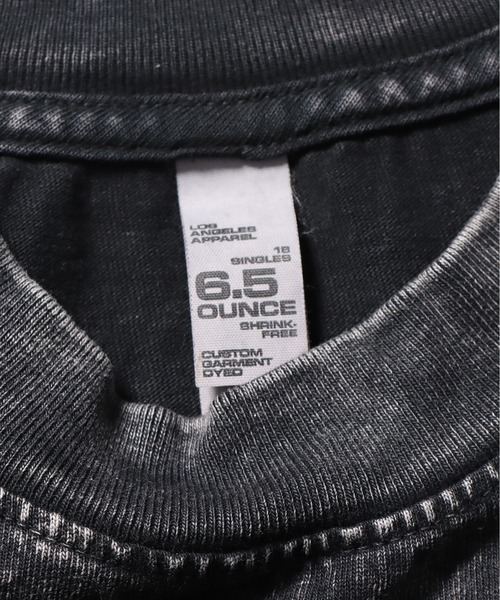 LOS
ANGELES
APPAREL
18
SINGLES
6.5
OUNCE
SHRINK-
FREE
CUSTOM
GARMENT
DYED